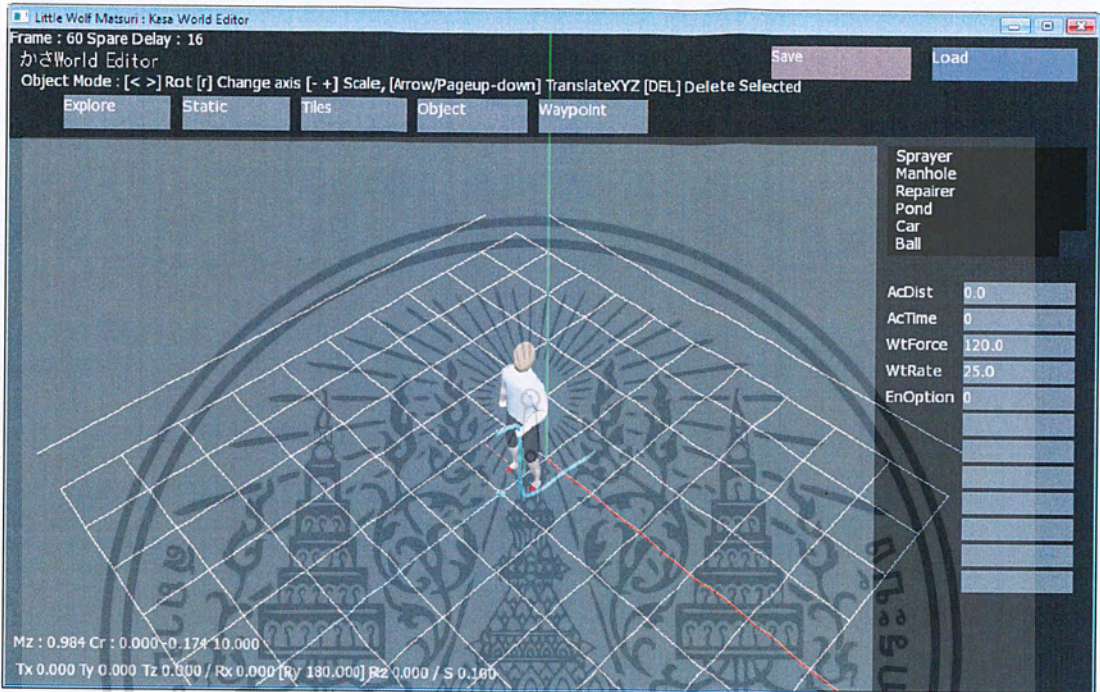 Little Wolf Matsuri : Kasa World Editor
Frame : 60 Spare Delay : 16
かさWorld Editor
Save
Load
Object Mode : [< >] Rot [r] Change axis [- +] Scale, [Arrow/Pageup-down] TranslateXYZ [DEL] Delete Selected
Explore
Static
Tiles
Object
Waypoint
Sprayer
Manhole
Repairer
Pond
Car
Ball
AcDist 0.0
AcTime 0
WtForce 120.0
WtRate 25.0
EnOption 0
Mz : 0.984 Cr : 0.000 -0.174 10.000
Tx 0.000 Ty 0.000 Tz 0.000 / Rx 0.000 [Ry 180.000] Rz 0.000 / S 0.100